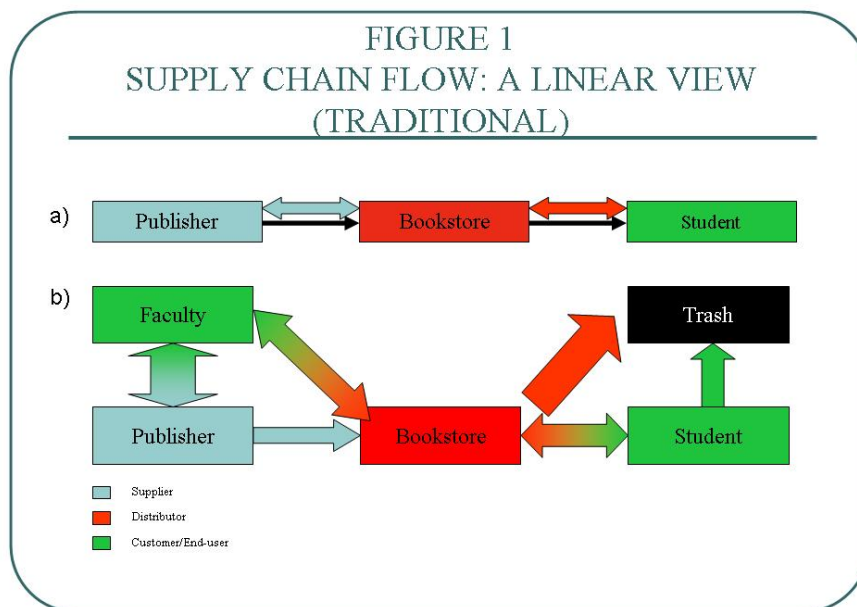 FIGURE 1
SUPPLY CHAIN FLOW: A LINEAR VIEW
(TRADITIONAL)
a)
Publisher
Bookstore
Student
b)
Faculty
Trash
Publisher
Bookstore
Student
Supplier
Distributor
Customer/End-user